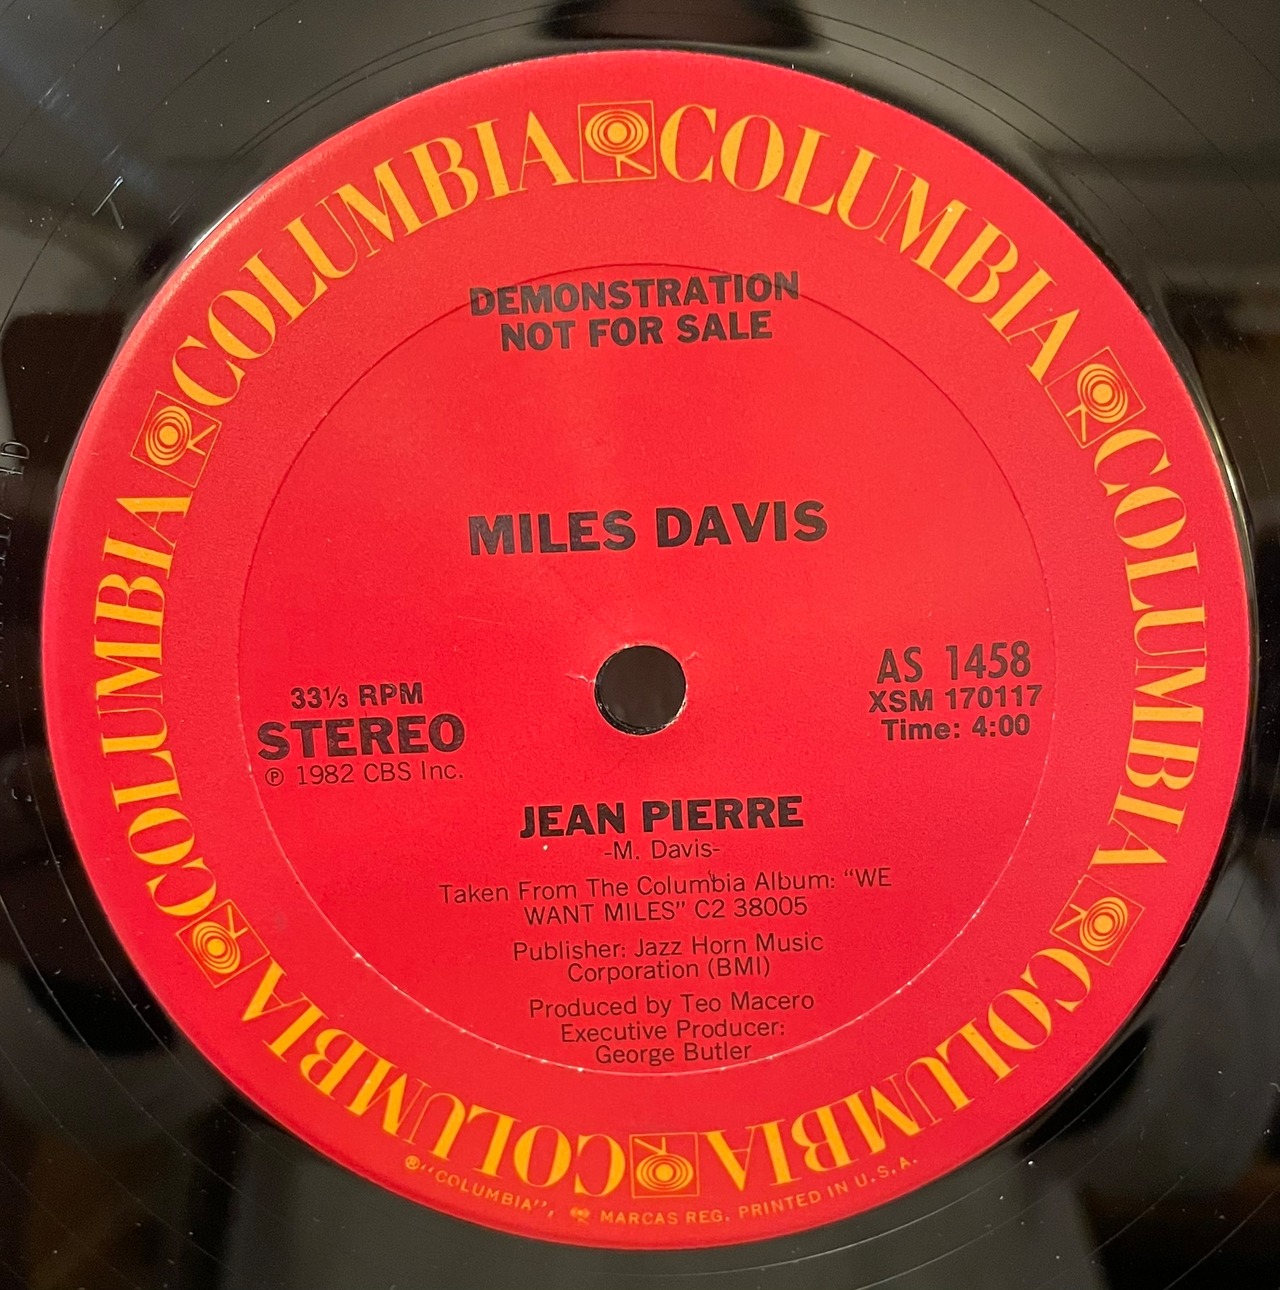 COLUMBIA COLUMBIA COLUMBIA COLUMBIA COLUMBIA COLUMBIA
DEMONSTRATION
NOT FOR SALE
MILES DAVIS
33⅓ RPM
STEREO
℗ 1982 CBS Inc.
AS 1458
XSM 170117
Time: 4:00
JEAN PIERRE
-M. Davis-
Taken From The Columbia Album: “WE
WANT MILES” C2 38005
Publisher: Jazz Horn Music
Corporation (BMI)
Produced by Teo Macero
Executive Producer:
George Butler
®“COLUMBIA”, MARCAS REG. PRINTED IN U.S.A.